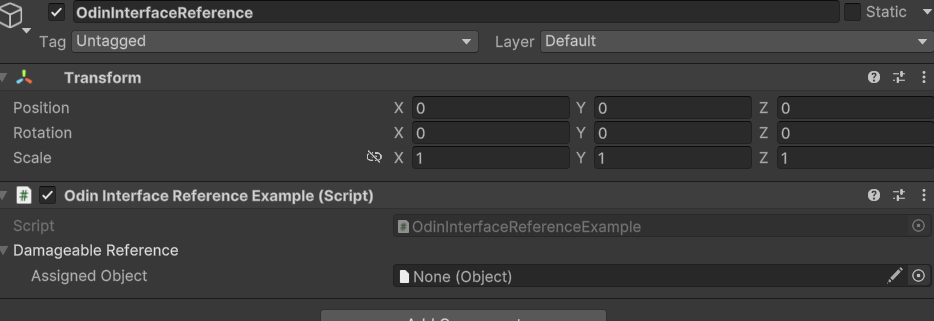 OdinInterfaceReference Static
Tag Untagged Layer Default
Transform
Position X 0 Y 0 Z 0
Rotation X 0 Y 0 Z 0
Scale X 1 Y 1 Z 1
# Odin Interface Reference Example (Script)
Script # OdinInterfaceReferenceExample
Damageable Reference
Assigned Object None (Object)